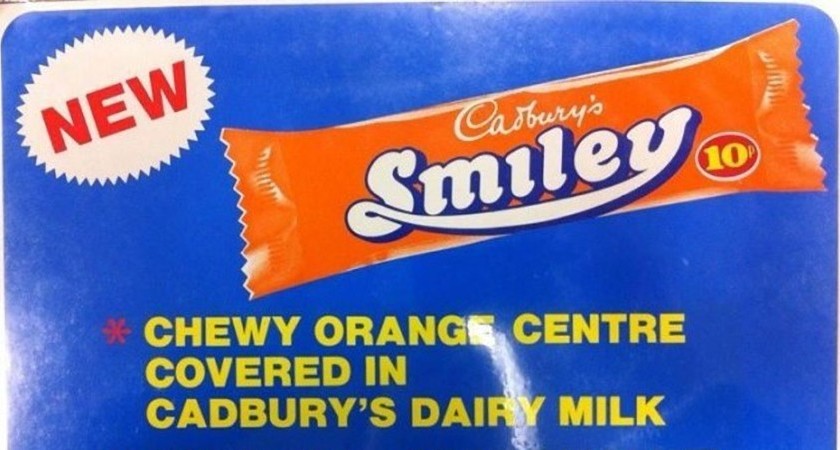 NEW
Cadbury's
Smiley
10P
* CHEWY ORANGE CENTRE
COVERED IN
CADBURY'S DAIRY MILK